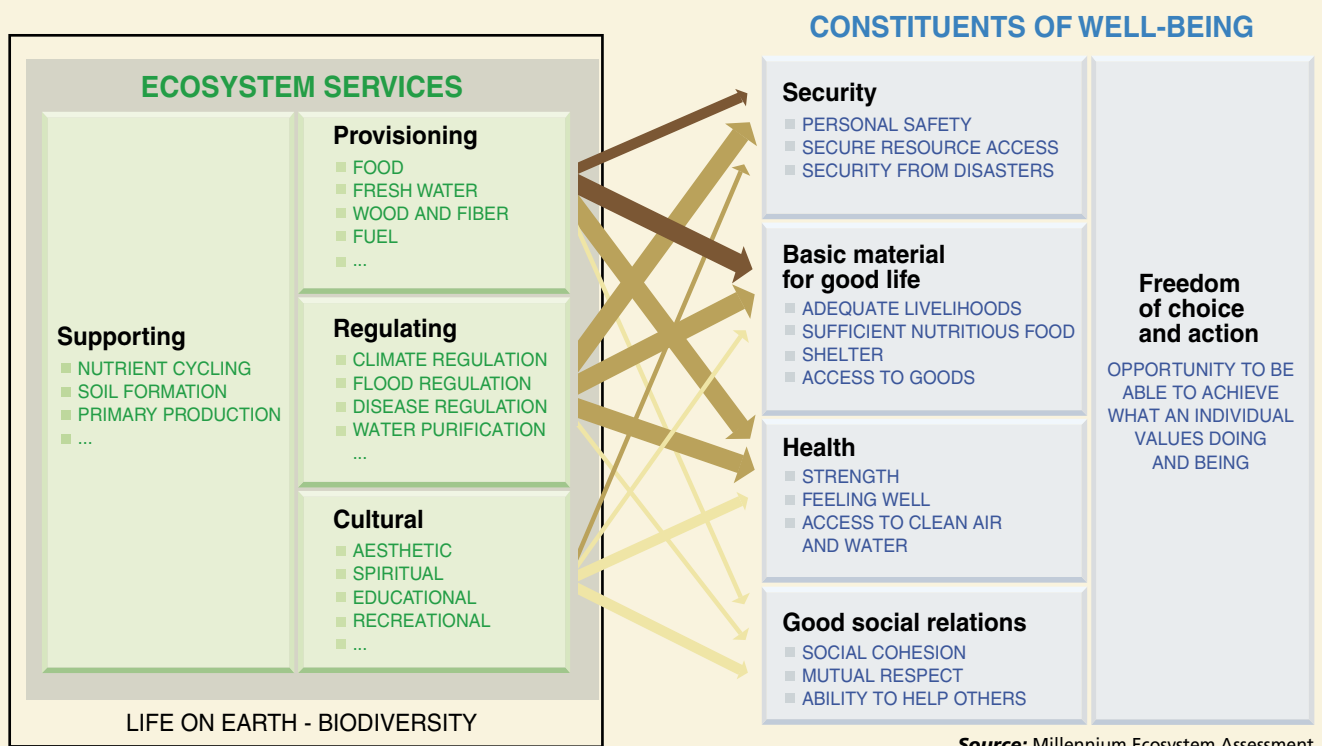 CONSTITUENTS OF WELL-BEING
ECOSYSTEM SERVICES
Supporting
NUTRIENT CYCLING
SOIL FORMATION
PRIMARY PRODUCTION
...
Provisioning
FOOD
FRESH WATER
WOOD AND FIBER
FUEL
...
Regulating
CLIMATE REGULATION
FLOOD REGULATION
DISEASE REGULATION
WATER PURIFICATION
...
Cultural
AESTHETIC
SPIRITUAL
EDUCATIONAL
RECREATIONAL
...
LIFE ON EARTH - BIODIVERSITY
Security
PERSONAL SAFETY
SECURE RESOURCE ACCESS
SECURITY FROM DISASTERS
Basic material
for good life
ADEQUATE LIVELIHOODS
SUFFICIENT NUTRITIOUS FOOD
SHELTER
ACCESS TO GOODS
Health
STRENGTH
FEELING WELL
ACCESS TO CLEAN AIR
AND WATER
Good social relations
SOCIAL COHESION
MUTUAL RESPECT
ABILITY TO HELP OTHERS
Freedom
of choice
and action
OPPORTUNITY TO BE
ABLE TO ACHIEVE
WHAT AN INDIVIDUAL
VALUES DOING
AND BEING
Source: Millennium Ecosystem Assessment